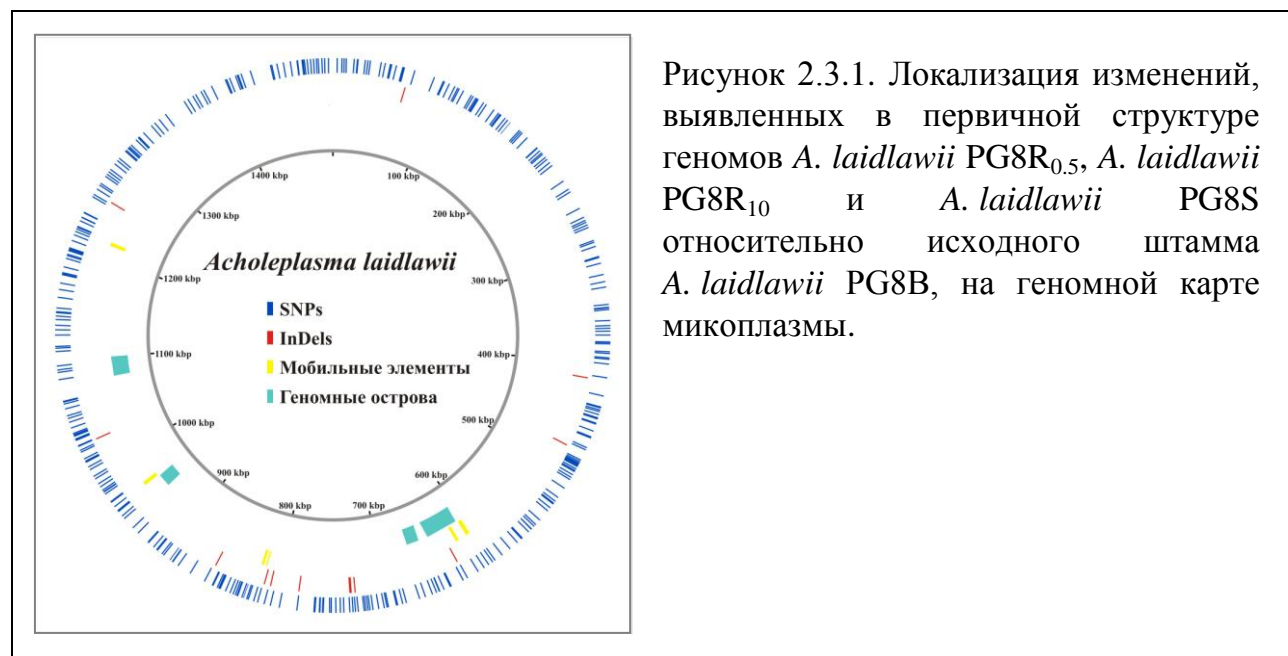 1400 kbp
100 kbp
1300 kbp
200 kbp
Acholeplasma laidlawii
1200 kbp
300 kbp
SNPs
InDels
1100 kbp
400 kbp
Мобильные элементы
Геномные острова
1000 kbp
500 kbp
900 kbp
600 kbp
800 kbp
700 kbp
Рисунок 2.3.1. Локализация изменений,
выявленных в первичной структуре
геномов A. laidlawii PG8R0.5, A. laidlawii
PG8R10 и A. laidlawii PG8S
относительно исходного штамма
A. laidlawii PG8B, на геномной карте
микоплазмы.